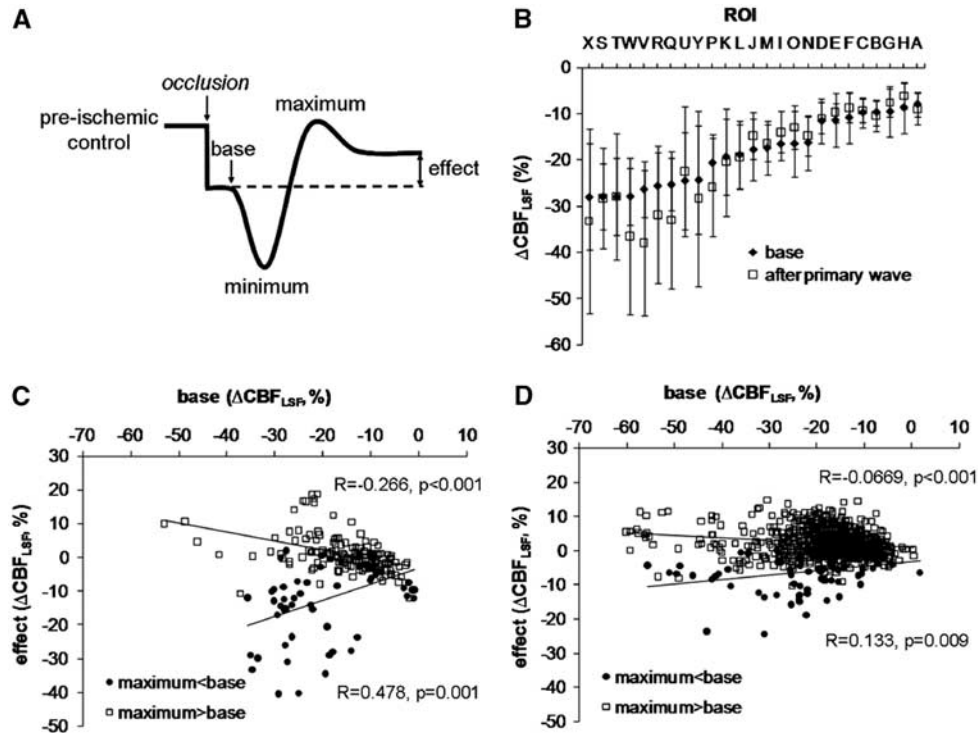 A
occlusion
maximum
pre-ischemic
control
base
effect
minimum
B
ROI
X S T W V R Q U Y P K L J M I O N D E F C B G H A
-10
-20
-30
-40
-50
-60
ΔCBF_LSF (%)
base
after primary wave
C
base (ΔCBF_LSF, %)
-70 -60 -50 -40 -30 -20 -10 0 10
30
20
10
0
-10
-20
-30
-40
-50
effect (ΔCBF_LSF, %)
R=-0.266, p<0.001
R=0.478, p=0.001
maximum<base
maximum>base
D
base (ΔCBF_LSF, %)
-70 -60 -50 -40 -30 -20 -10 0 10
30
20
10
0
-10
-20
-30
-40
-50
effect (ΔCBF_LSF, %)
R=-0.0669, p<0.001
R=0.133, p=0.009
maximum<base
maximum>base